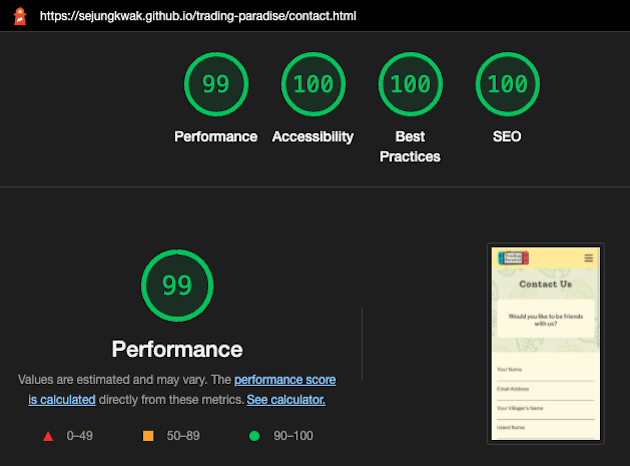 https://sejungkwak.github.io/trading-paradise/contact.html
99
100
100
100
Performance
Accessibility
Best
Practices
SEO
99
Performance
Values are estimated and may vary. The performance score
is calculated directly from these metrics. See calculator.
0–49
50–89
90–100
Contact Us
Would you like to be friends
with us?
Your Name
Email Address
Your Villager's Name
Island Name